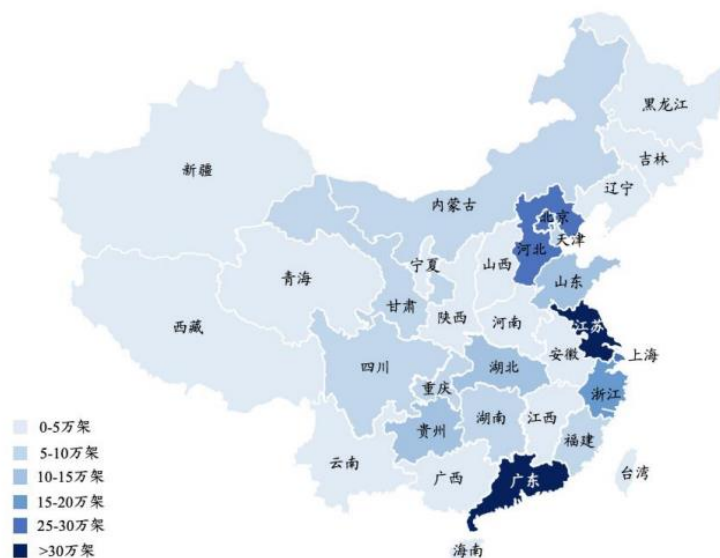 黑龙江
吉林
辽宁
新疆
内蒙古
北京
天津
河北
宁夏
山西
山东
青海
甘肃
陕西
河南
江苏
西藏
安徽
上海
四川
湖北
重庆
浙江
湖南
江西
贵州
福建
云南
广西
广东
台湾
海南
0-5万架
5-10万架
10-15万架
15-20万架
25-30万架
>30万架